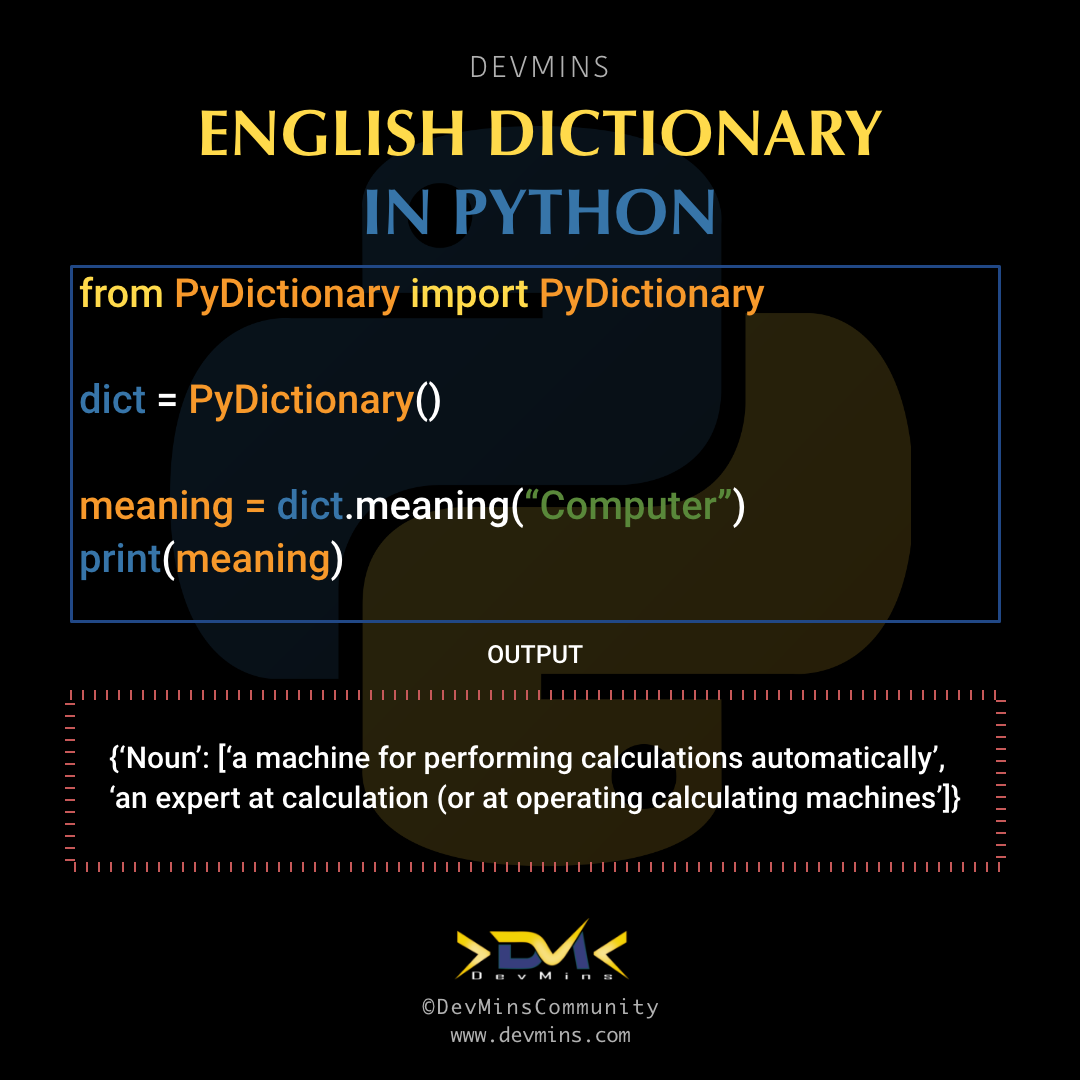 DEVMINS
ENGLISH DICTIONARY
IN PYTHON
from PyDictionary import PyDictionary
dict = PyDictionary()
meaning = dict.meaning(“Computer”)
print(meaning)
OUTPUT
{‘Noun’: [‘a machine for performing calculations automatically’,
‘an expert at calculation (or at operating calculating machines’]}
DevMins
©DevMinsCommunity
www.devmins.com